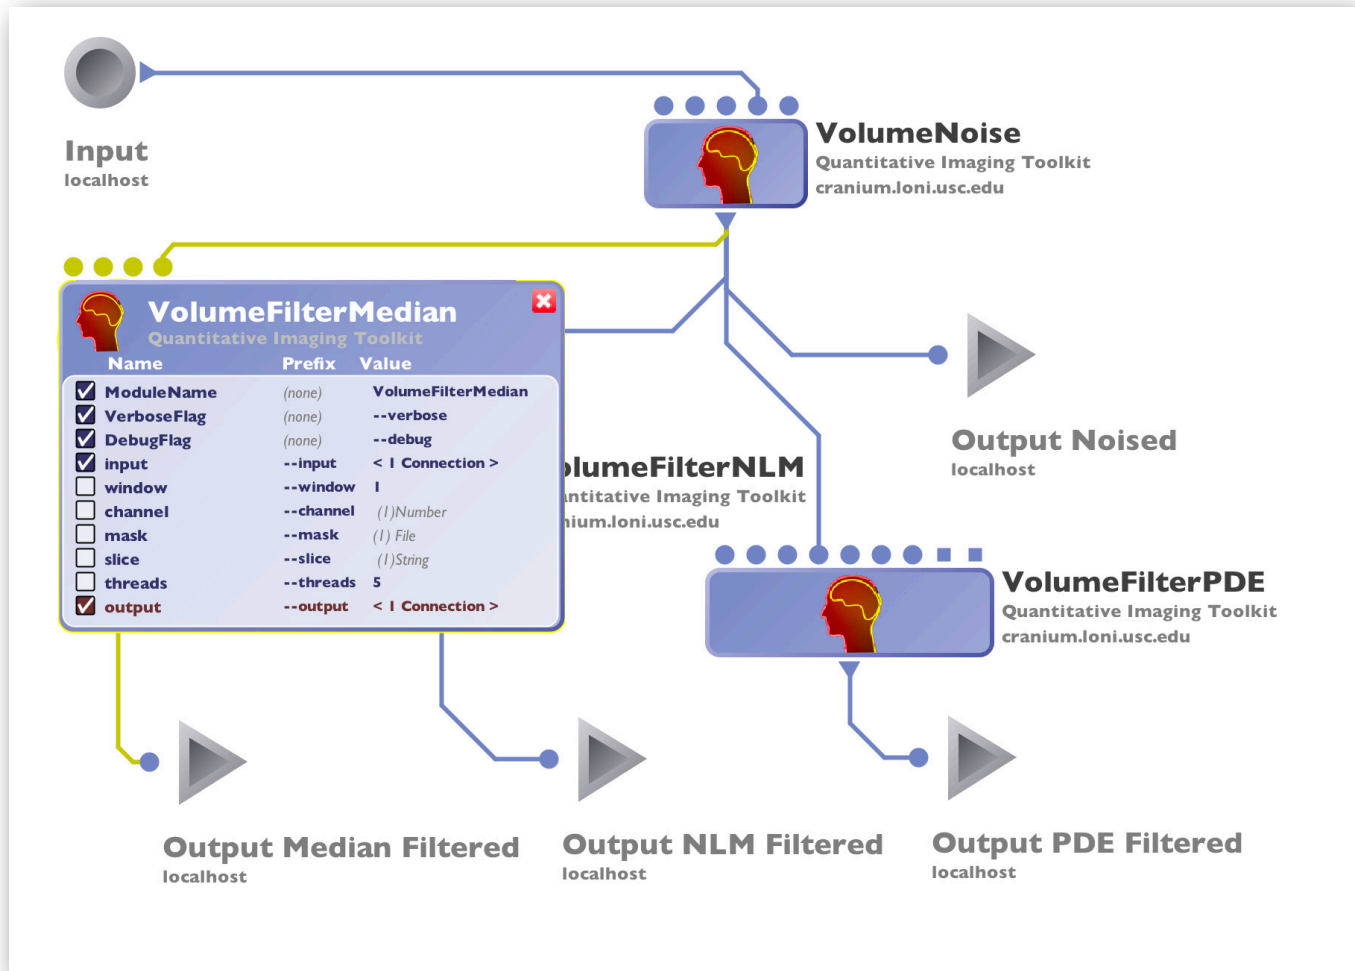 Input
localhost
VolumeNoise
Quantitative Imaging Toolkit
cranium.loni.usc.edu
VolumeFilterMedian
Quantitative Imaging Toolkit
Name Prefix Value
ModuleName (none) VolumeFilterMedian
VerboseFlag (none) --verbose
DebugFlag (none) --debug
input --input < 1 Connection >
window --window 1
channel --channel (1)Number
mask --mask (1) File
slice --slice (1)String
threads --threads 5
output --output < 1 Connection >
Output Noised
localhost
olumeFilterNLM
antitative Imaging Toolkit
nium.loni.usc.edu
VolumeFilterPDE
Quantitative Imaging Toolkit
cranium.loni.usc.edu
Output Median Filtered
localhost
Output NLM Filtered
localhost
Output PDE Filtered
localhost